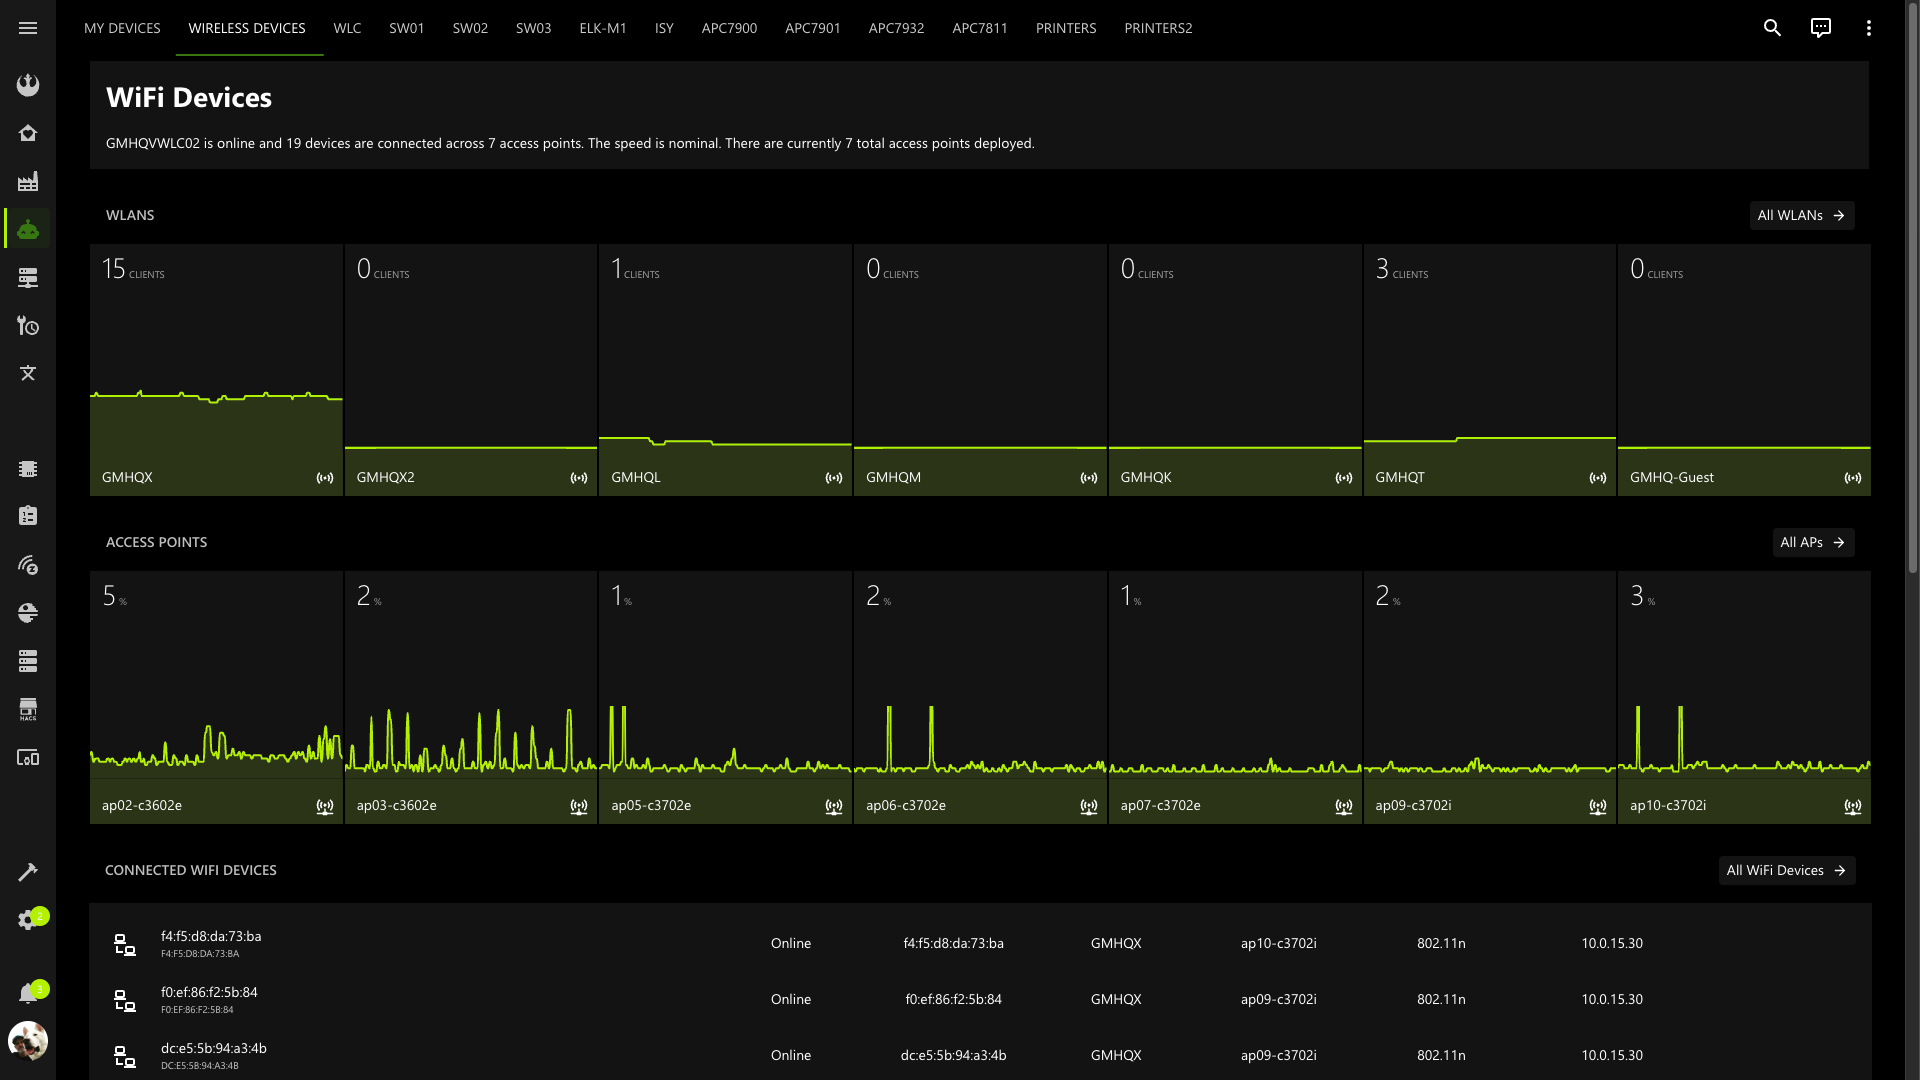 MY DEVICES WIRELESS DEVICES WLC SW01 SW02 SW03 ELK-M1 ISY APC7900 APC7901 APC7932 APC7811 PRINTERS PRINTERS2
WiFi Devices
GMHQVWLC02 is online and 19 devices are connected across 7 access points. The speed is nominal. There are currently 7 total access points deployed.
WLANS All WLANs
15 CLIENTS 0 CLIENTS 1 CLIENTS 0 CLIENTS 0 CLIENTS 3 CLIENTS 0 CLIENTS
GMHQX GMHQX2 GMHQL GMHQM GMHQK GMHQT GMHQ-Guest
ACCESS POINTS All APs
5 % 2 % 1 % 2 % 1 % 2 % 3 %
ap02-c3602e ap03-c3602e ap05-c3702e ap06-c3702e ap07-c3702e ap09-c3702i ap10-c3702i
HACS
CONNECTED WIFI DEVICES All WiFi Devices
2
f4:f5:d8:da:73:ba Online f4:f5:d8:da:73:ba GMHQX ap10-c3702i 802.11n 10.0.15.30
F4:F5:D8:DA:73:BA
3
f0:ef:86:f2:5b:84 Online f0:ef:86:f2:5b:84 GMHQX ap09-c3702i 802.11n 10.0.15.30
F0:EF:86:F2:5B:84
dc:e5:5b:94:a3:4b Online dc:e5:5b:94:a3:4b GMHQX ap09-c3702i 802.11n 10.0.15.30
DC:E5:5B:94:A3:4B